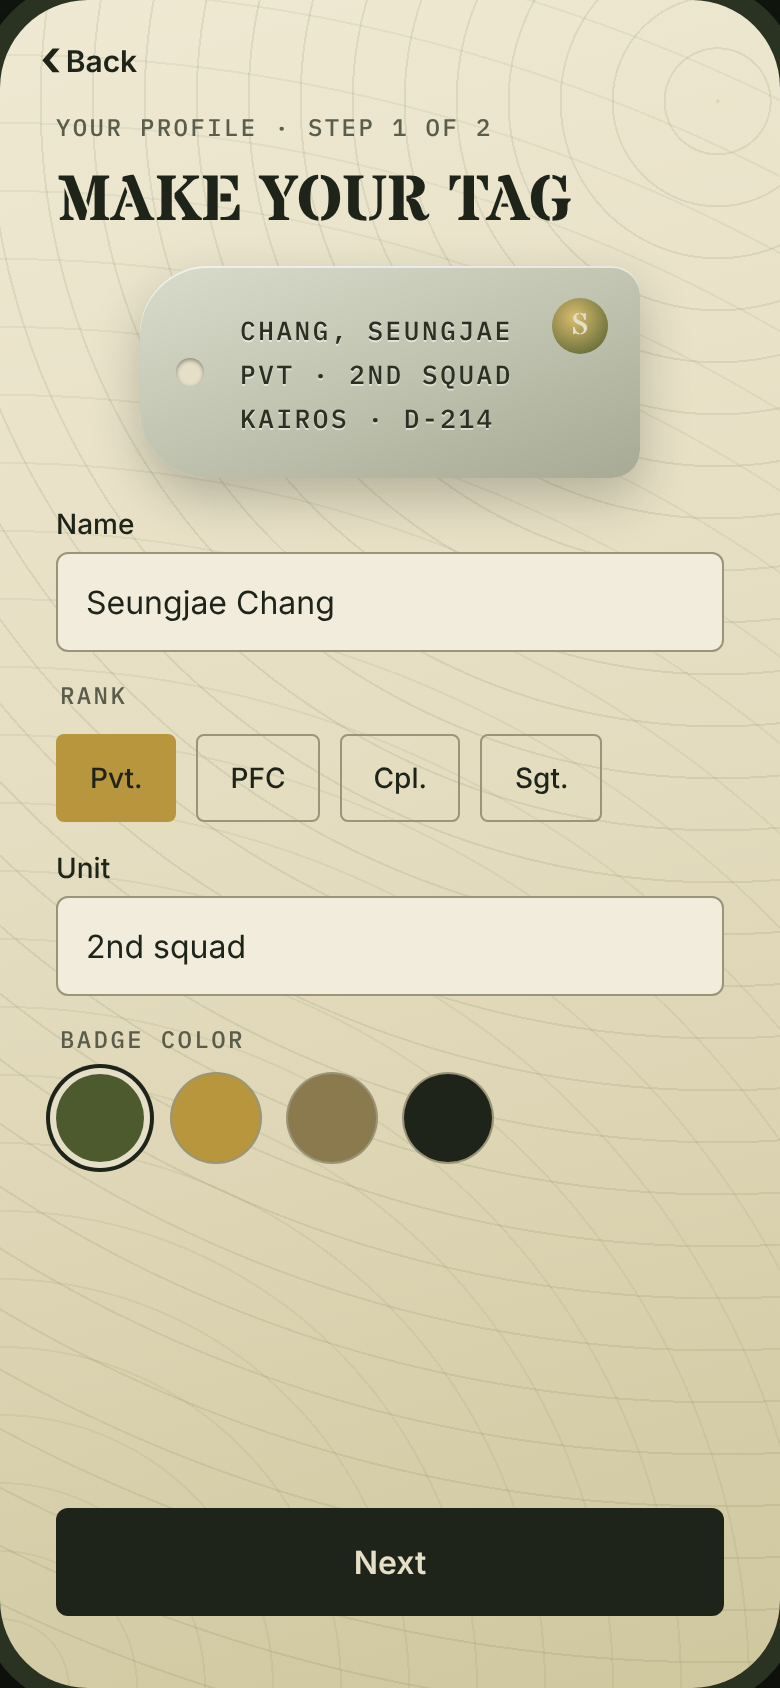 Back
YOUR PROFILE · STEP 1 OF 2
MAKE YOUR TAG
CHANG, SEUNGJAE
S
PVT · 2ND SQUAD
KAIROS · D-214
Name
Seungjae Chang
RANK
Pvt. PFC Cpl. Sgt.
Unit
2nd squad
BADGE COLOR
Next